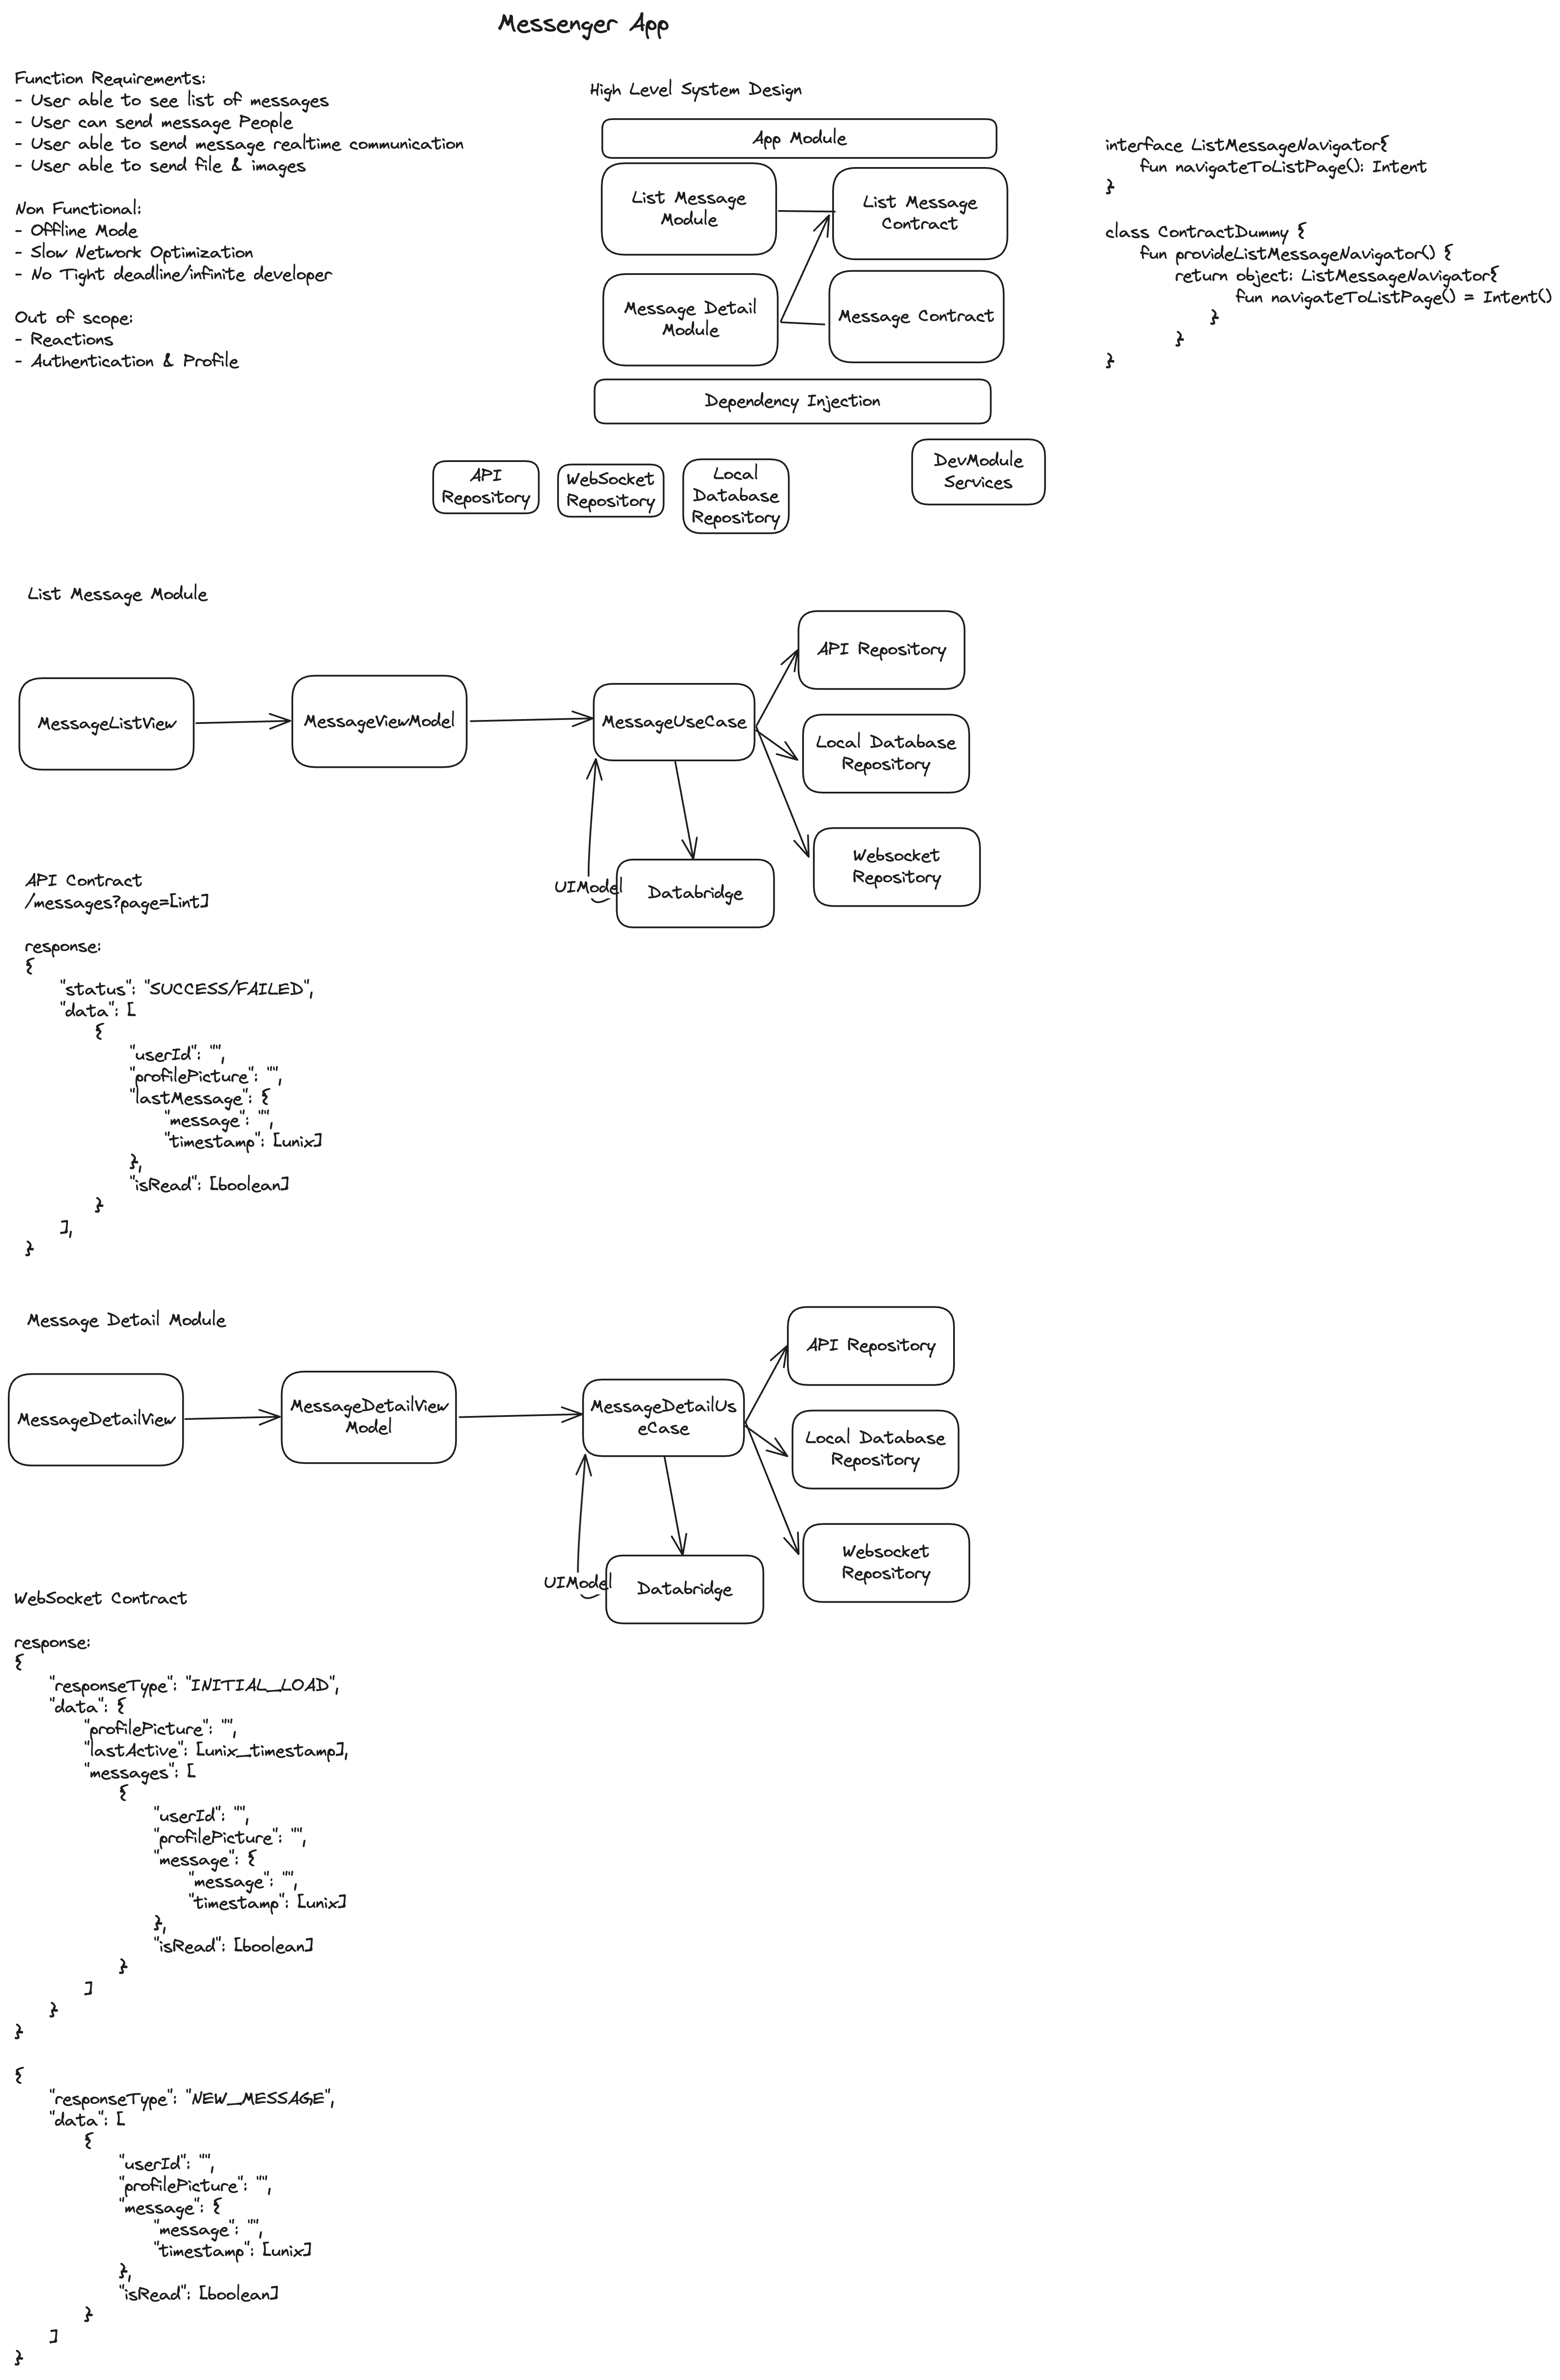 Messenger App
Function Requirements:
- User able to see list of messages
- User can send message People
- User able to send message realtime communication
- User able to send file & images
Non Functional:
- Offline Mode
- Slow Network Optimization
- No Tight deadline/infinite developer
Out of scope:
- Reactions
- Authentication & Profile
High Level System Design
App Module
List Message
Module
List Message
Contract
Message Detail
Module
Message Contract
Dependency Injection
API
Repository
WebSocket
Repository
Local
Database
Repository
DevModule
Services
interface ListMessageNavigator{
fun navigateToListPage(): Intent
}
class ContractDummy {
fun provideListMessageNavigator() {
return object: ListMessageNavigator{
fun navigateToListPage() = Intent()
}
}
}
List Message Module
MessageListView
MessageViewModel
MessageUseCase
API Repository
Local Database
Repository
Websocket
Repository
UIModel
Databridge
API Contract
/messages?page=[int]
response:
{
"status": "SUCCESS/FAILED",
"data": [
{
"userId": "",
"profilePicture": "",
"lastMessage": {
"message": "",
"timestamp": [unix]
},
"isRead": [boolean]
}
],
}
Message Detail Module
MessageDetailView
MessageDetailView
Model
MessageDetailUs
eCase
API Repository
Local Database
Repository
Websocket
Repository
UIModel
Databridge
WebSocket Contract
response:
{
"responseType": "INITIAL_LOAD",
"data": {
"profilePicture": "",
"lastActive": [unix_timestamp],
"messages": [
{
"userId": "",
"profilePicture": "",
"message": {
"message": "",
"timestamp": [unix]
},
"isRead": [boolean]
}
]
}
}
{
"responseType": "NEW_MESSAGE",
"data": [
{
"userId": "",
"profilePicture": "",
"message": {
"message": "",
"timestamp": [unix]
},
"isRead": [boolean]
}
]
}